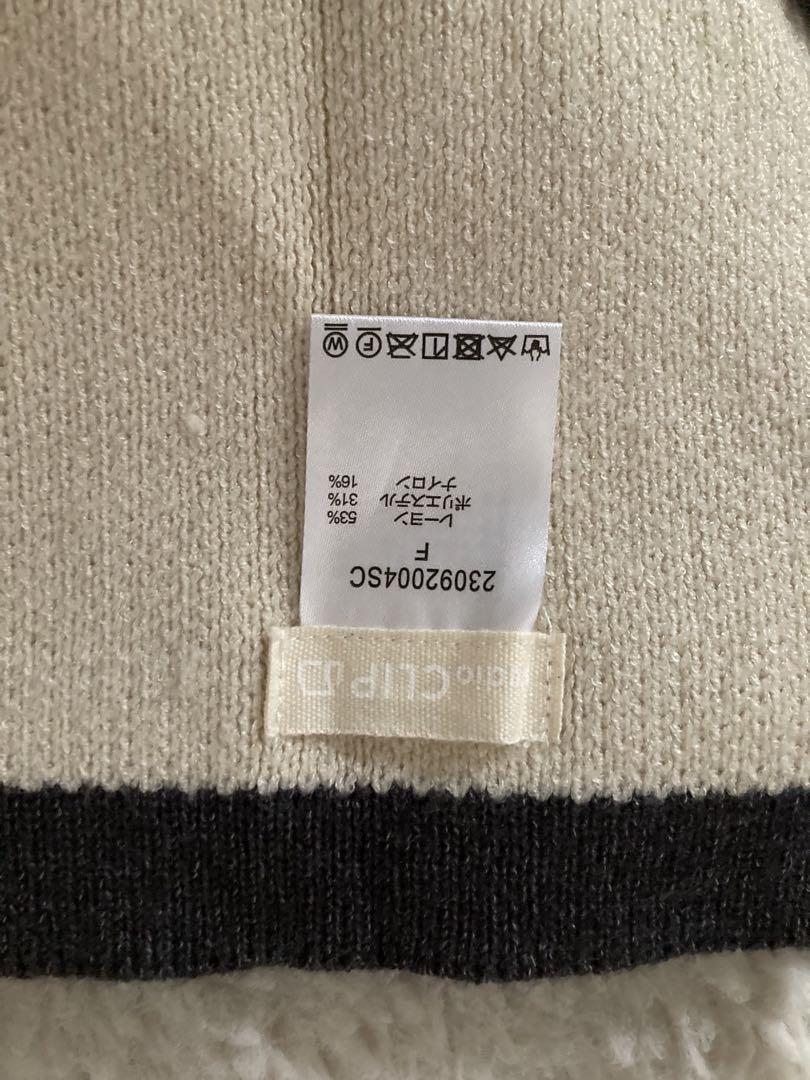 CLIP
23092004SC
F
レーヨン 53%
ポリエステル 31%
ナイロン 16%
F W